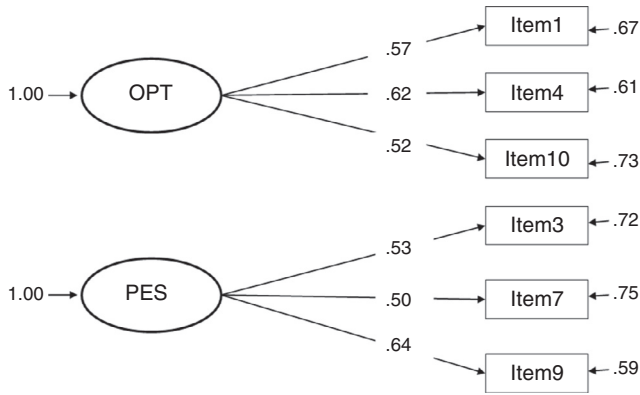 Item1
.67
.57
1.00
OPT
.62
Item4
.61
.52
Item10
.73
Item3
.72
.53
1.00
PES
.50
Item7
.75
.64
Item9
.59